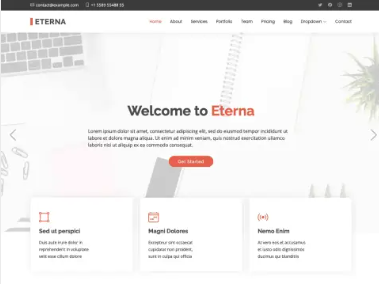 contact@example.com +1 5589 55488 55
ETERNA
Home About Services Portfolio Team Pricing Blog Dropdown Contact
Welcome to Eterna
Lorem ipsum dolor sit amet, consectetur adipiscing elit, sed do eiusmod tempor incididunt ut
labore et dolore magna aliqua. Ut enim ad minim veniam, quis nostrud exercitation ullamco
laboris nisi ut aliquip ex ea commodo consequat.
Get Started
Sed ut perspici
Duis aute irure dolor in
reprehenderit in voluptate
velit esse cillum dolore
Magni Dolores
Excepteur sint occaecat
cupidatat non proident,
sunt in culpa qui officia
Nemo Enim
At vero eos et accusamus
et iusto odio dignissimos
ducimus qui blanditiis